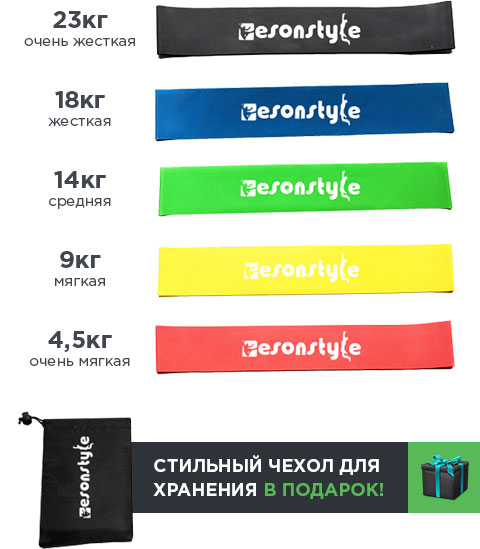 23кг
очень жесткая
esonstyle
18кг
жесткая
esonstyle
14кг
средняя
esonstyle
9кг
мягкая
esonstyle
4,5кг
очень мягкая
esonstyle
esonstyle
СТИЛЬНЫЙ ЧЕХОЛ ДЛЯ
ХРАНЕНИЯ В ПОДАРОК!